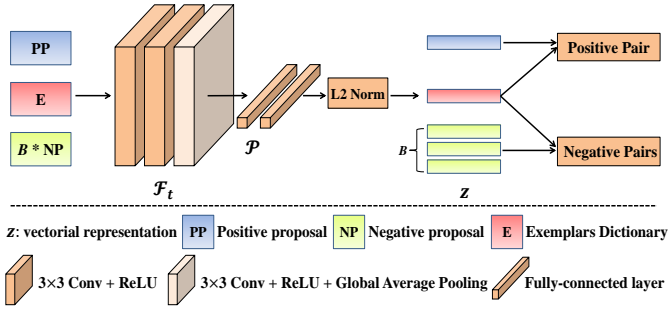 PP
E
B * NP
𝓕t
𝓟
L2 Norm
B
z
Positive Pair
Negative Pairs
z: vectorial representation PP Positive proposal NP Negative proposal E Exemplars Dictionary
3×3 Conv + ReLU 3×3 Conv + ReLU + Global Average Pooling Fully-connected layer